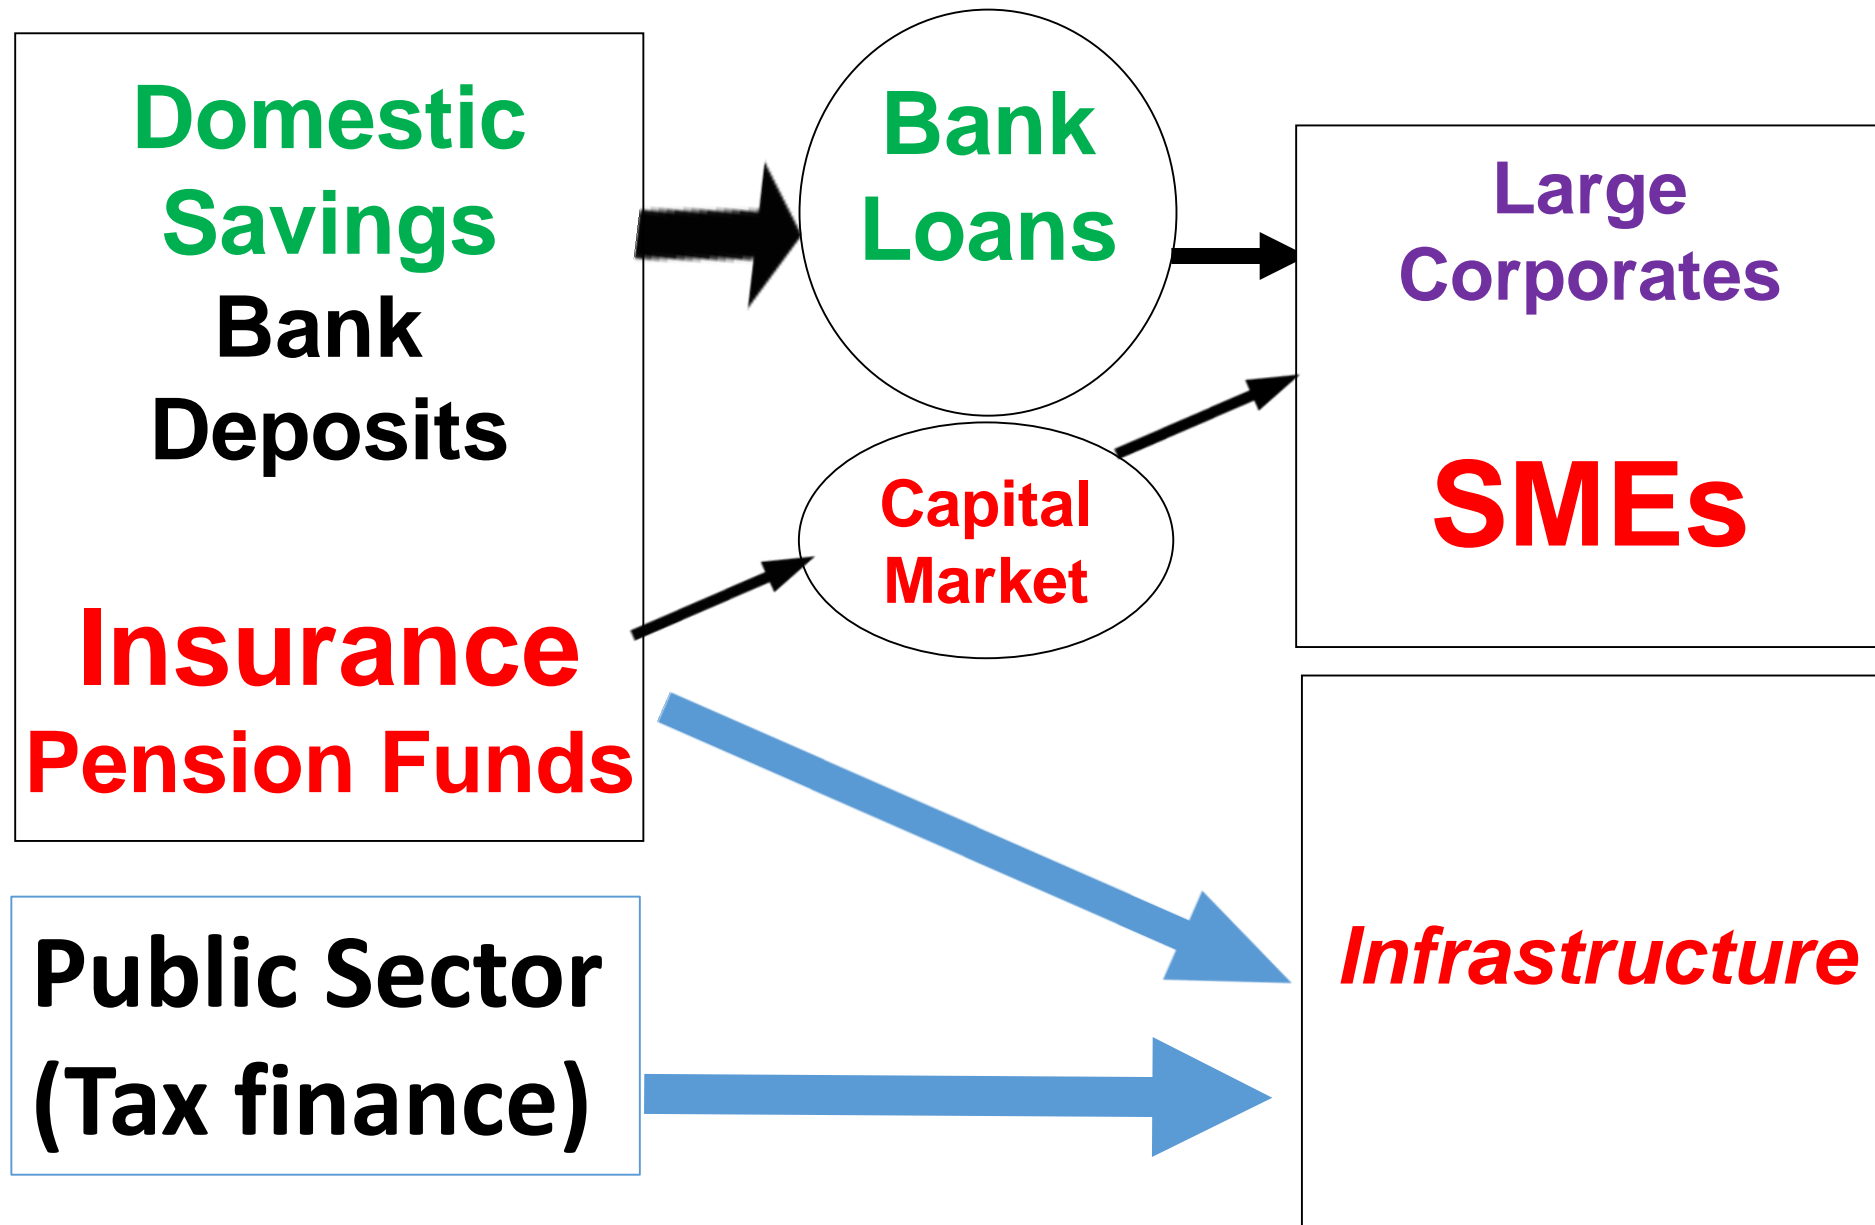 Domestic
Savings
Bank
Deposits
Insurance
Pension Funds
Bank
Loans
Capital
Market
Large
Corporates
SMEs
Public Sector
(Tax finance)
Infrastructure